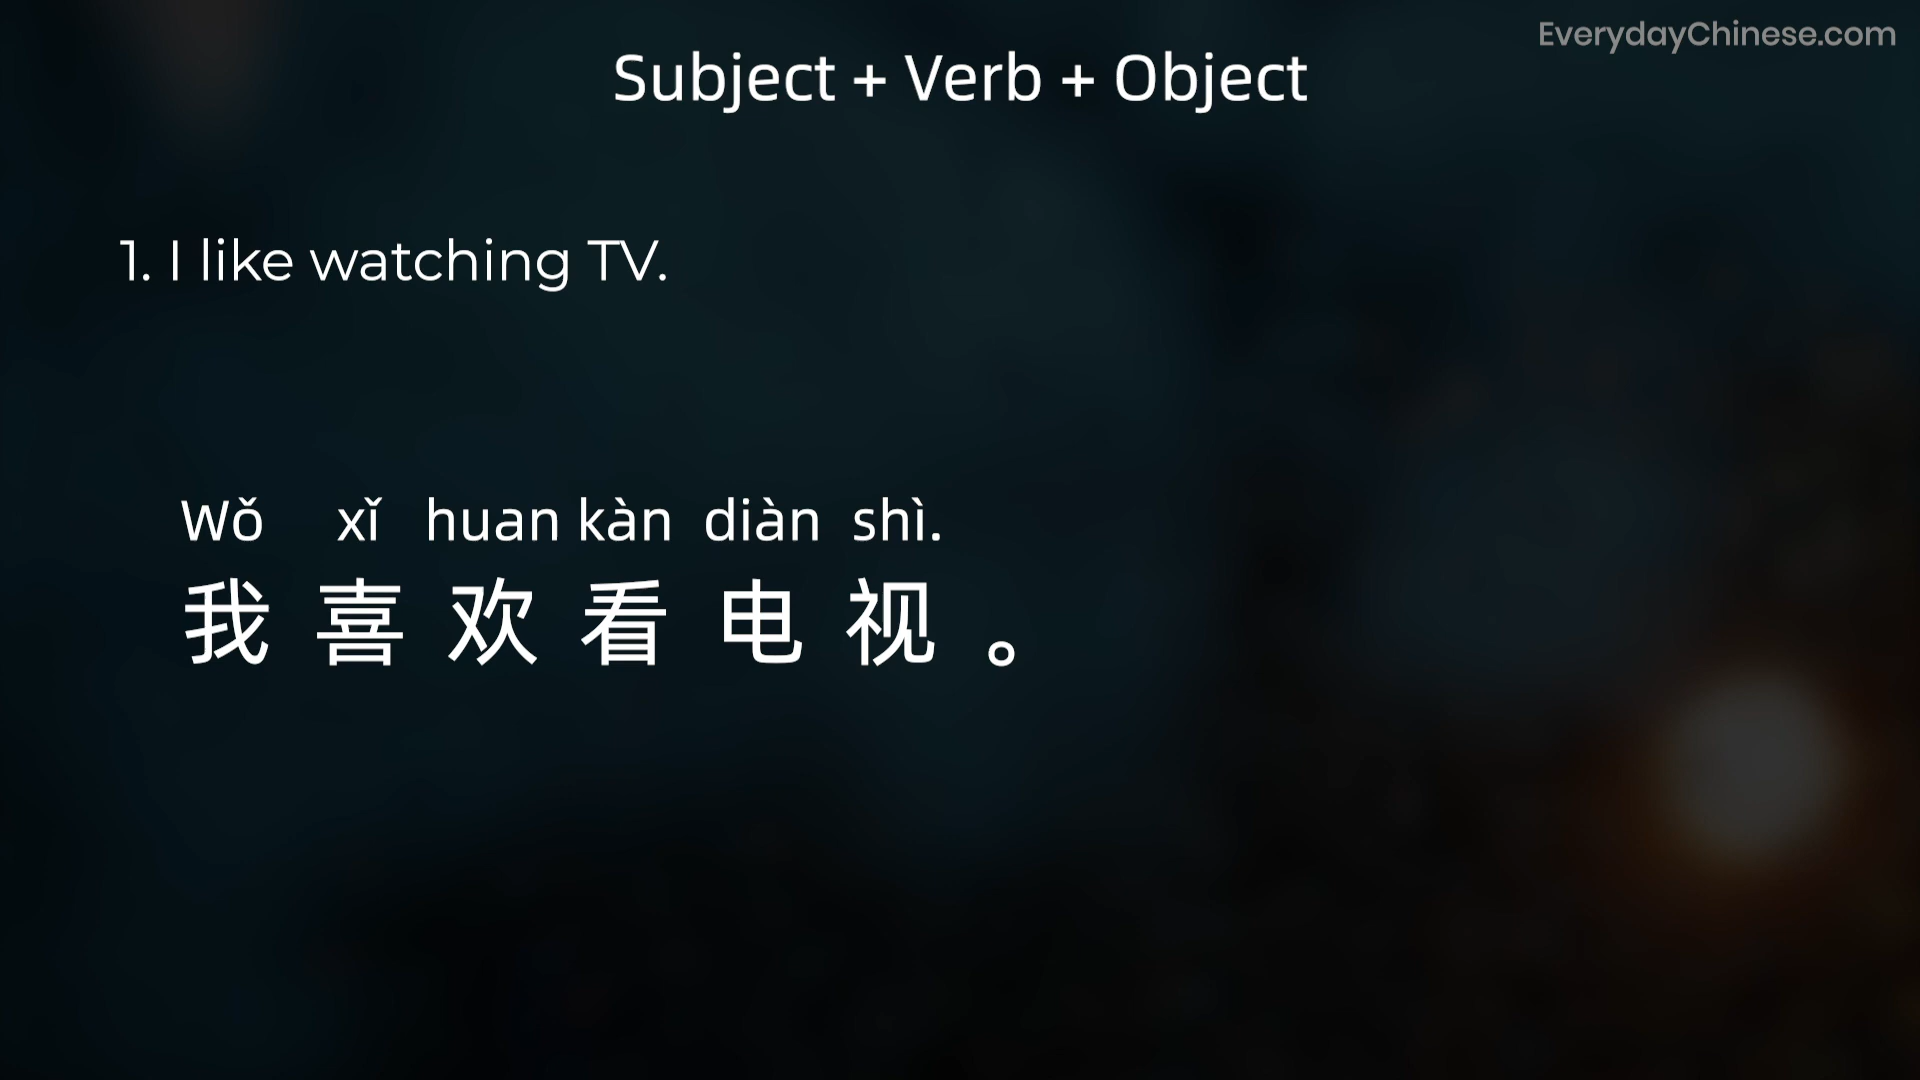 EverydayChinese.com
Subject + Verb + Object
1. I like watching TV.
Wǒ xǐ huan kàn diàn shì.
我 喜 欢 看 电 视 。